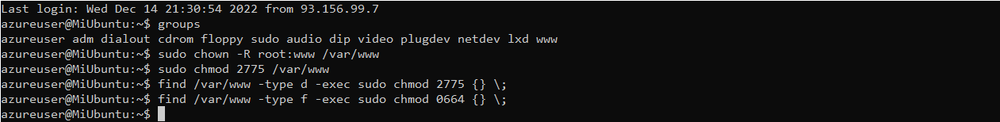 Last login: Wed Dec 14 21:30:54 2022 from 93.156.99.7
azureuser@MiUbuntu:~$ groups
azureuser adm dialout cdrom floppy sudo audio dip video plugdev netdev lxd www
azureuser@MiUbuntu:~$ sudo chown -R root:www /var/www
azureuser@MiUbuntu:~$ sudo chmod 2775 /var/www
azureuser@MiUbuntu:~$ find /var/www -type d -exec sudo chmod 2775 {} \;
azureuser@MiUbuntu:~$ find /var/www -type f -exec sudo chmod 0664 {} \;
azureuser@MiUbuntu:~$